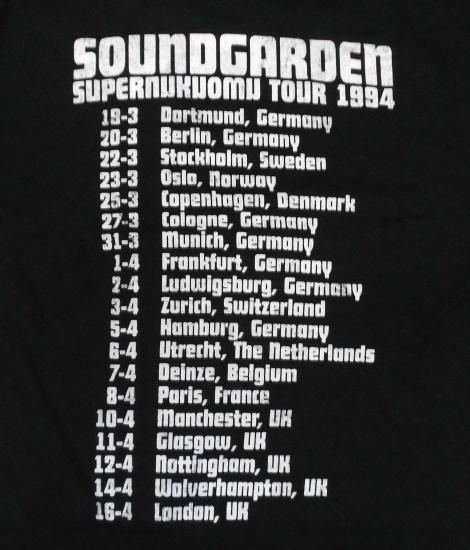 SOUNDGARDEN
SUPERNUKUOMU TOUR 1994
19-3 Dortmund, Germany
20-3 Berlin, Germany
22-3 Stockholm, Sweden
23-3 Oslo, Norway
25-3 Copenhagen, Denmark
27-3 Cologne, Germany
31-3 Munich, Germany
1-4 Frankfurt, Germany
2-4 Ludwigsburg, Germany
3-4 Zurich, Switzerland
5-4 Hamburg, Germany
6-4 Utrecht, The Netherlands
7-4 Deinze, Belgium
8-4 Paris, France
10-4 Manchester, UK
11-4 Glasgow, UK
12-4 Nottingham, UK
14-4 Wolverhampton, UK
16-4 London, UK